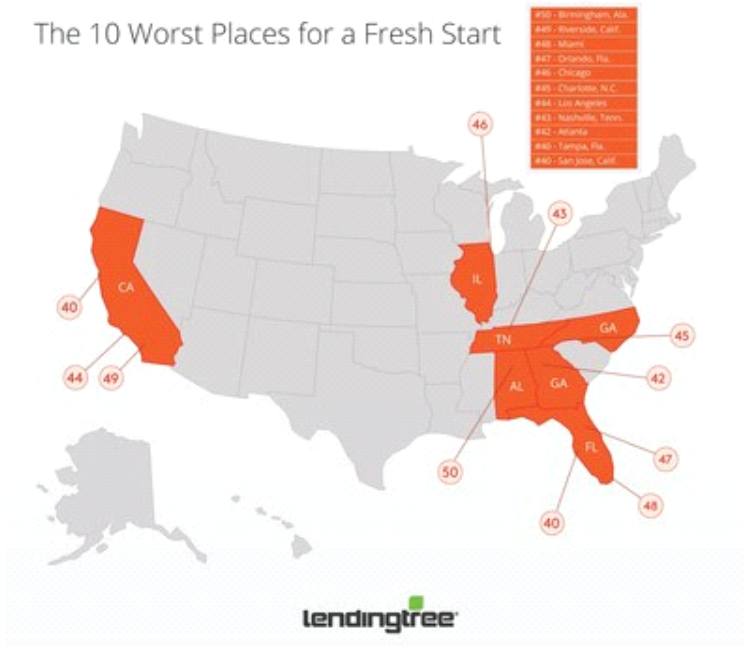 The 10 Worst Places for a Fresh Start
#50 - Birmingham, Ala.
#49 - Riverside, Calif.
#48 - Miami
#47 - Orlando, Fla.
#46 - Chicago
#45 - Charlotte, N.C.
#44 - Los Angeles
#43 - Nashville, Tenn.
#42 - Atlanta
#40 - Tampa, Fla.
#40 - San Jose, Calif.
46
43
IL
CA
40
TN
GA
45
44
49
AL
GA
42
50
FL
47
48
40
lendingtree